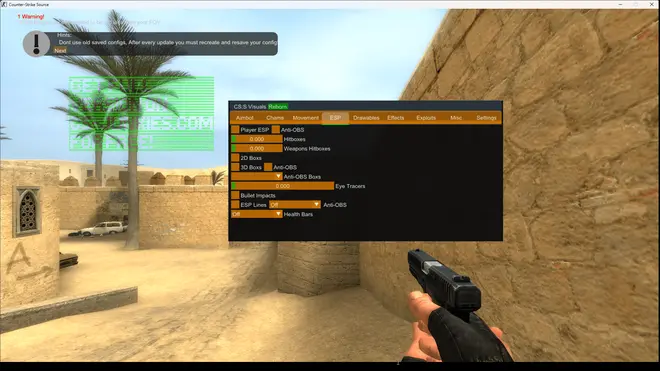 Counter-Strike Source
1 Warning!
Hints:
Dont use old saved configs, After every update you must recreate and resave your config
Next
CS:S Visuals Reborn
Aimbot Chams Movement ESP Drawables Effects Exploits Misc Settings
Player ESP Anti-OBS
0.000 Hitboxes
0.000 Weapons Hitboxes
2D Boxs
3D Boxs Anti-OBS
Anti-OBS Boxs
0.000 Eye Tracers
Bullet Impacts
ESP Lines Off Anti-OBS
Off Health Bars